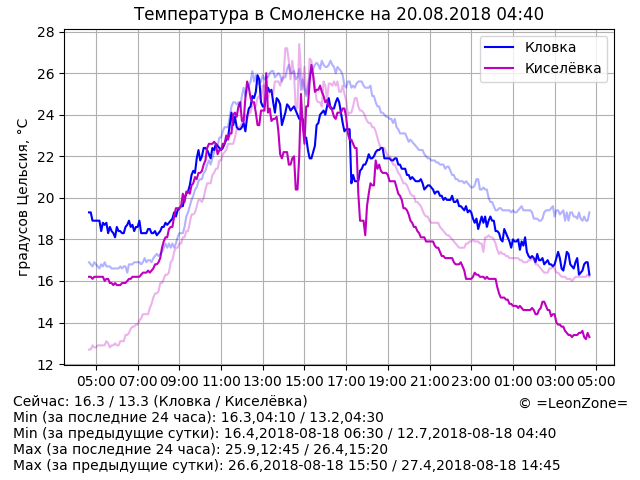 Температура в Смоленске на 20.08.2018 04:40
28
26
24
22
20
18
16
14
12
градусов Цельсия, °C
Кловка
Киселёвка
05:00 07:00 09:00 11:00 13:00 15:00 17:00 19:00 21:00 23:00 01:00 03:00 05:00
Сейчас: 16.3 / 13.3 (Кловка / Киселёвка)
© =LeonZone=
Min (за последние 24 часа): 16.3,04:10 / 13.2,04:30
Min (за предыдущие сутки): 16.4,2018-08-18 06:30 / 12.7,2018-08-18 04:40
Max (за последние 24 часа): 25.9,12:45 / 26.4,15:20
Max (за предыдущие сутки): 26.6,2018-08-18 15:50 / 27.4,2018-08-18 14:45